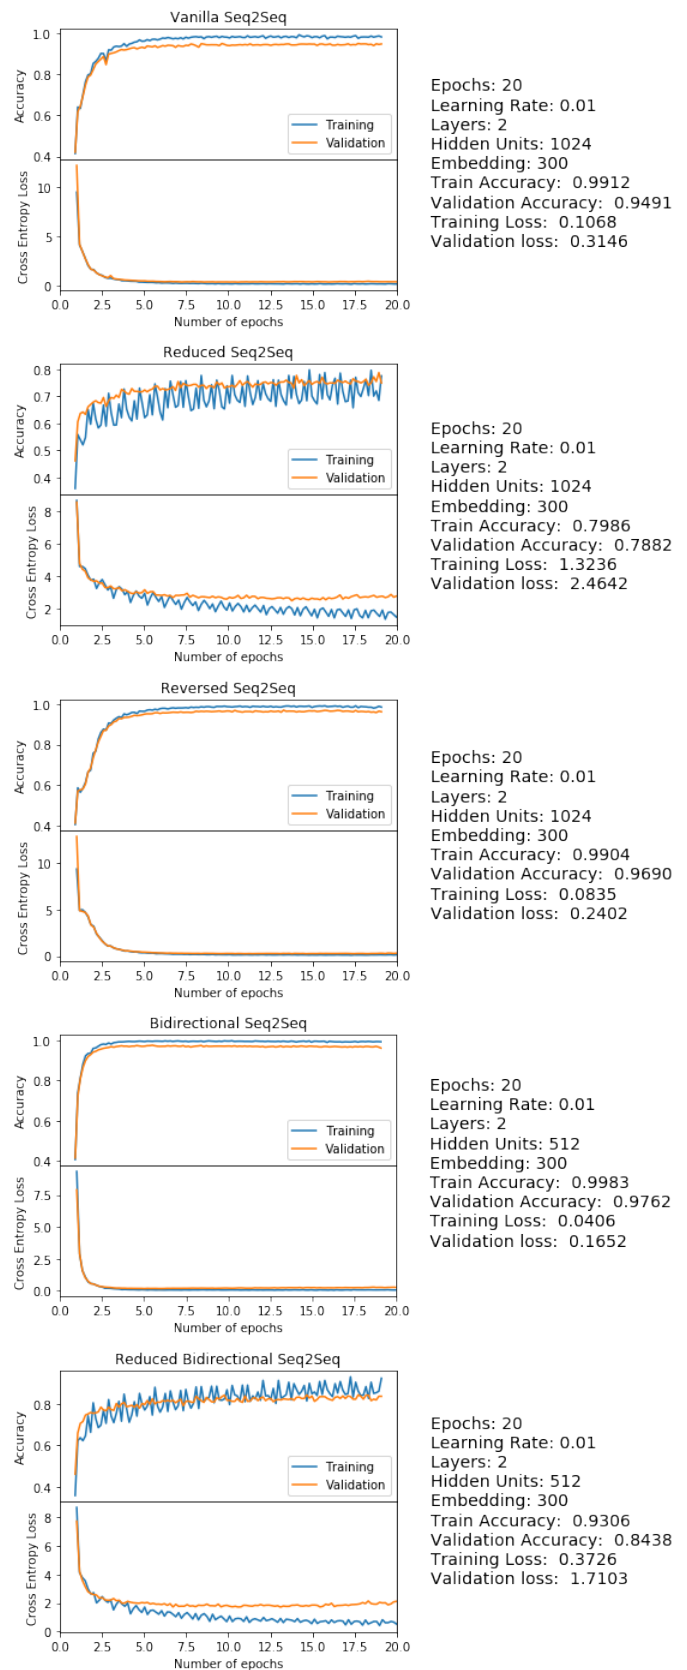 Vanilla Seq2Seq
1.0
0.8
0.6
0.4
Accuracy
Training
Validation
10
5
0
Cross Entropy Loss
0.0 2.5 5.0 7.5 10.0 12.5 15.0 17.5 20.0
Number of epochs
Epochs: 20
Learning Rate: 0.01
Layers: 2
Hidden Units: 1024
Embedding: 300
Train Accuracy: 0.9912
Validation Accuracy: 0.9491
Training Loss: 0.1068
Validation loss: 0.3146
Reduced Seq2Seq
0.8
0.7
0.6
0.5
0.4
Accuracy
Training
Validation
8
6
4
2
Cross Entropy Loss
0.0 2.5 5.0 7.5 10.0 12.5 15.0 17.5 20.0
Number of epochs
Epochs: 20
Learning Rate: 0.01
Layers: 2
Hidden Units: 1024
Embedding: 300
Train Accuracy: 0.7986
Validation Accuracy: 0.7882
Training Loss: 1.3236
Validation loss: 2.4642
Reversed Seq2Seq
1.0
0.8
0.6
0.4
Accuracy
Training
Validation
10
5
0
Cross Entropy Loss
0.0 2.5 5.0 7.5 10.0 12.5 15.0 17.5 20.0
Number of epochs
Epochs: 20
Learning Rate: 0.01
Layers: 2
Hidden Units: 1024
Embedding: 300
Train Accuracy: 0.9904
Validation Accuracy: 0.9690
Training Loss: 0.0835
Validation loss: 0.2402
Bidirectional Seq2Seq
1.0
0.8
0.6
0.4
Accuracy
Training
Validation
7.5
5.0
2.5
0.0
Cross Entropy Loss
0.0 2.5 5.0 7.5 10.0 12.5 15.0 17.5 20.0
Number of epochs
Epochs: 20
Learning Rate: 0.01
Layers: 2
Hidden Units: 512
Embedding: 300
Train Accuracy: 0.9983
Validation Accuracy: 0.9762
Training Loss: 0.0406
Validation loss: 0.1652
Reduced Bidirectional Seq2Seq
0.8
0.6
0.4
Accuracy
Training
Validation
8
6
4
2
0
Cross Entropy Loss
0.0 2.5 5.0 7.5 10.0 12.5 15.0 17.5 20.0
Number of epochs
Epochs: 20
Learning Rate: 0.01
Layers: 2
Hidden Units: 512
Embedding: 300
Train Accuracy: 0.9306
Validation Accuracy: 0.8438
Training Loss: 0.3726
Validation loss: 1.7103